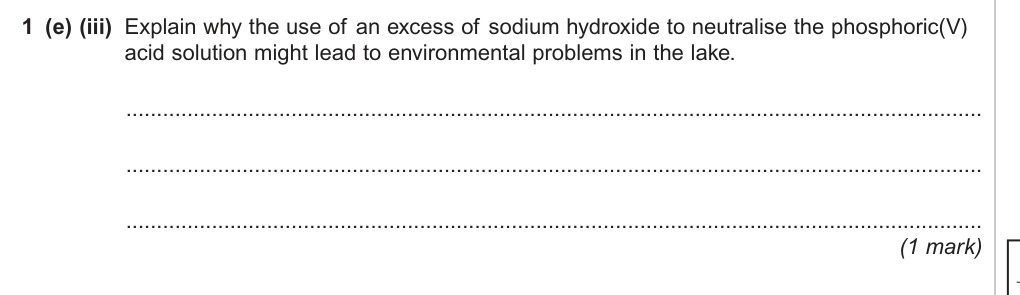 1 (e) (iii) Explain why the use of an excess of sodium hydroxide to neutralise the phosphoric(V)
acid solution might lead to environmental problems in the lake.
(1 mark)